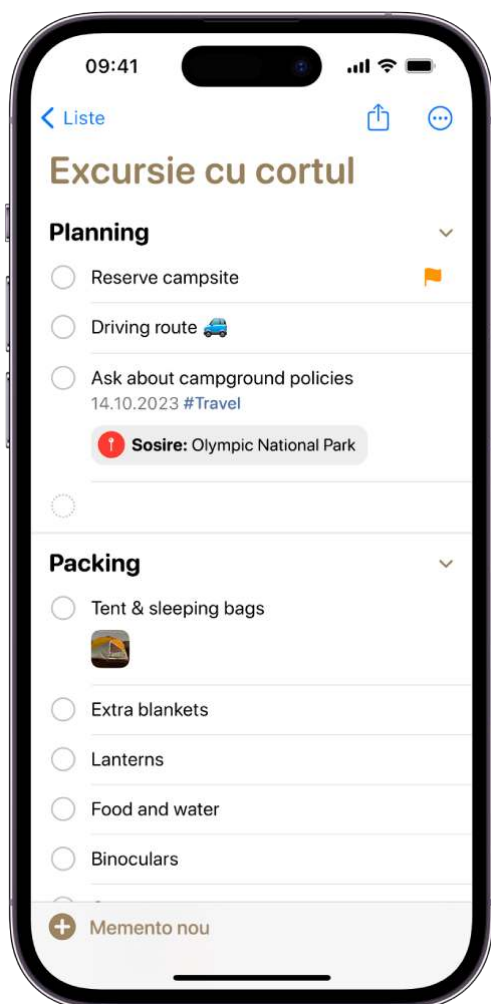 09:41
Liste
Excursie cu cortul
Planning
Reserve campsite
Driving route
Ask about campground policies
14.10.2023 #Travel
Sosire: Olympic National Park
Packing
Tent & sleeping bags
Extra blankets
Lanterns
Food and water
Binoculars
Memento nou